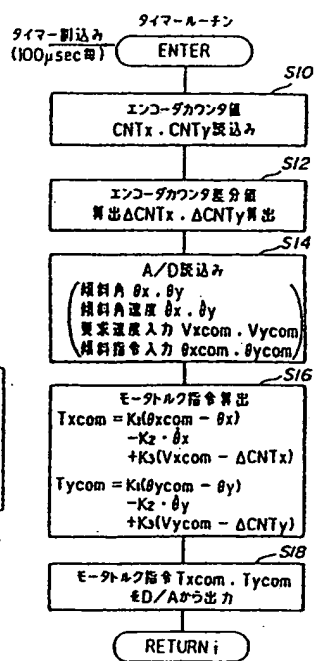 タイマールーチン
タイマー割込み
(100μsec毎)
ENTER
S10
エンコーダカウンタ値
CNTx . CNTy読込み
S12
エンコーダカウンタ差分値
算出ΔCNTx . ΔCNTy算出
S14
A/D読込み
傾斜角 θx . θy
傾斜角速度 θ̇x . θ̇y
要求速度入力 Vxcom . Vycom
傾斜指令入力 θxcom . θycom
S16
モータトルク指令算出
Txcom = K₁(θxcom − θx)
−K₂ · θ̇x
+K₃(Vxcom − ΔCNTx)
Tycom = K₁(θycom − θy)
−K₂ · θ̇y
+K₃(Vycom − ΔCNTy)
S18
モータトルク指令Txcom . Tycom
をD/Aから出力
RETURN i